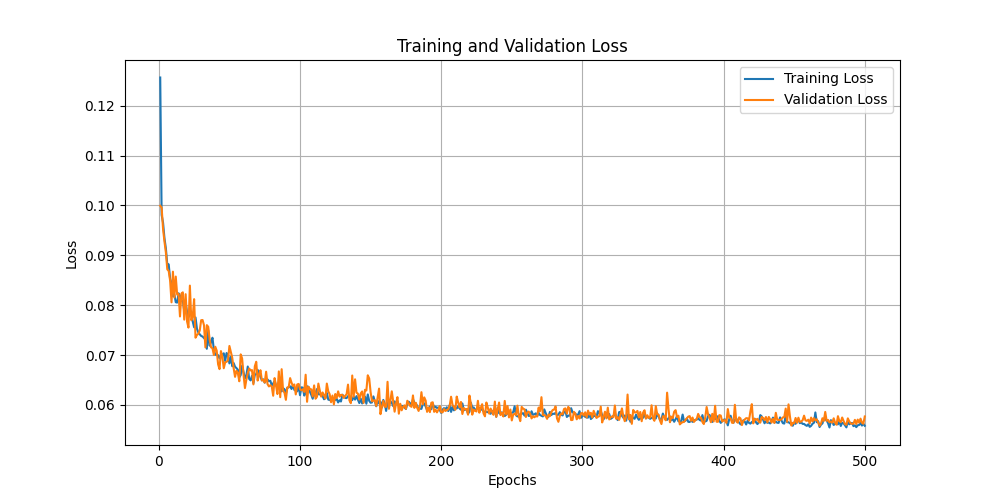 Training and Validation Loss
Training Loss
Validation Loss
0.12
0.11
0.10
0.09
0.08
0.07
0.06
Loss
0
100
200
300
400
500
Epochs